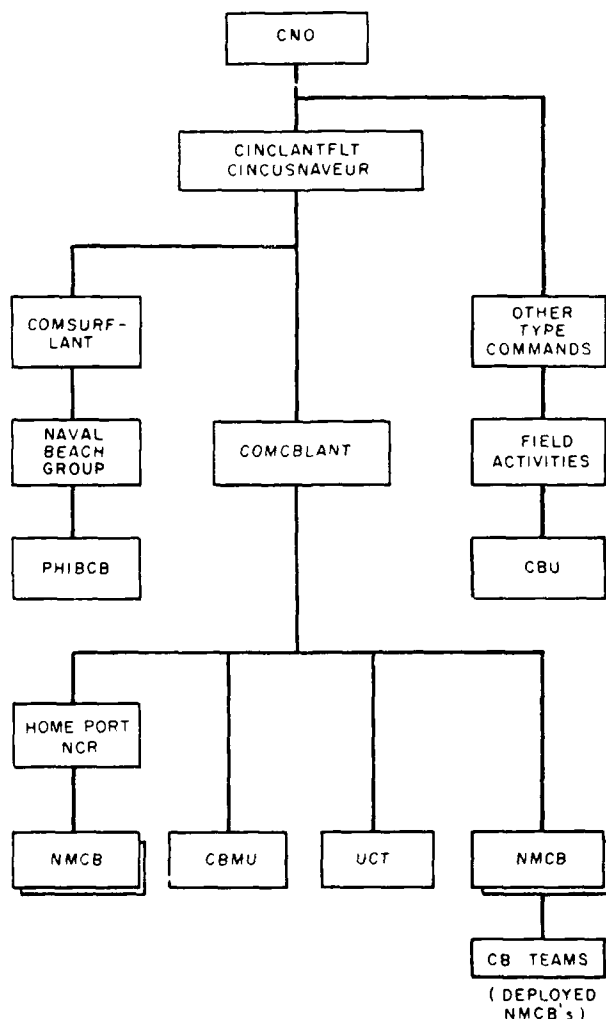 CNO
CINCLANTFLT
CINCUSNAVEUR
COMSURF-
LANT
OTHER
TYPE
COMMANDS
NAVAL
BEACH
GROUP
COMCBLANT
FIELD
ACTIVITIES
PHIBCB
CBU
HOME PORT
NCR
NMCB
CBMU
UCT
NMCB
CB TEAMS
(DEPLOYED
NMCB's)